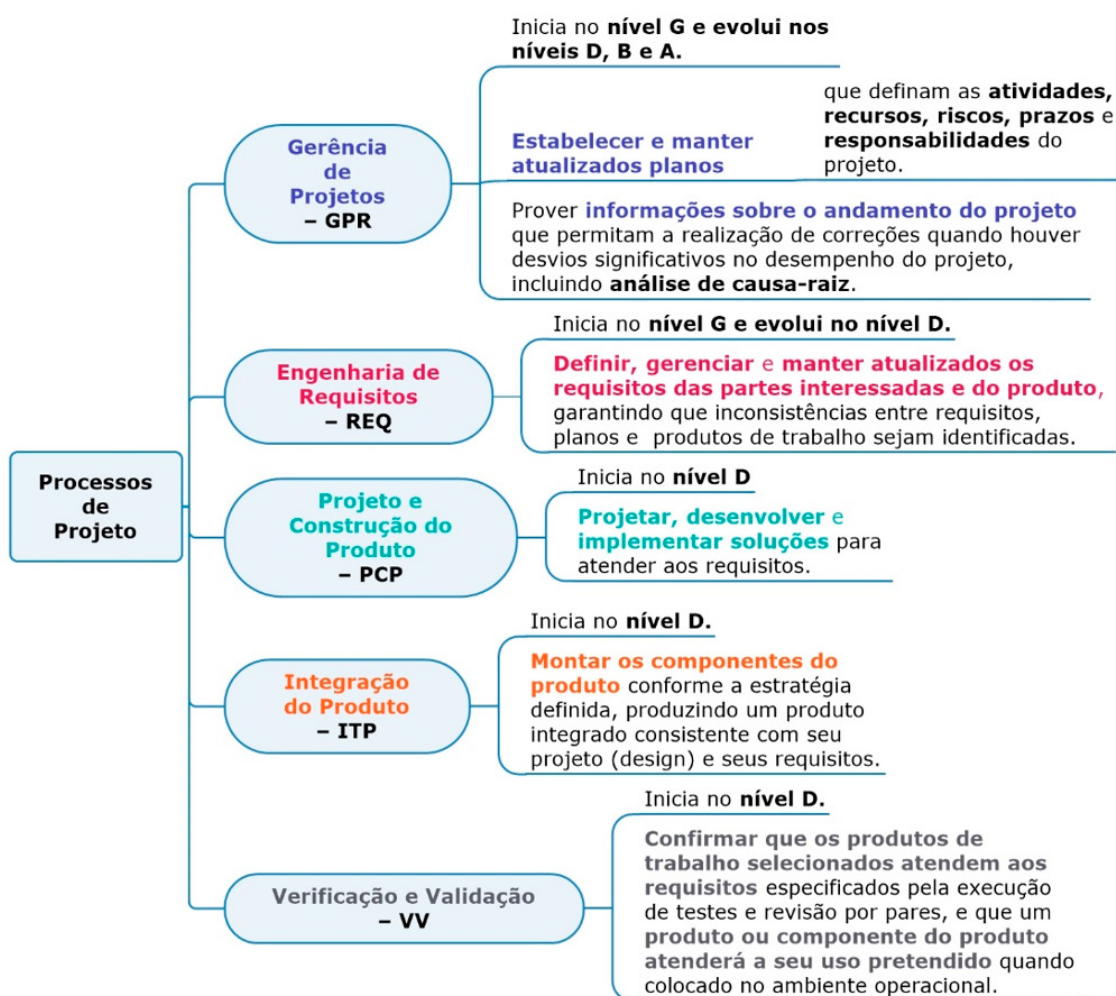 Processos
de
Projeto
Gerência
de
Projetos
– GPR
Inicia no nível G e evolui nos
níveis D, B e A.
Estabelecer e manter
atualizados planos
que definam as atividades,
recursos, riscos, prazos e
responsabilidades do
projeto.
Prover informações sobre o andamento do projeto
que permitam a realização de correções quando houver
desvios significativos no desempenho do projeto,
incluindo análise de causa-raiz.
Engenharia de
Requisitos
– REQ
Inicia no nível G e evolui no nível D.
Definir, gerenciar e manter atualizados os
requisitos das partes interessadas e do produto,
garantindo que inconsistências entre requisitos,
planos e produtos de trabalho sejam identificadas.
Projeto e
Construção do
Produto
– PCP
Inicia no nível D
Projetar, desenvolver e
implementar soluções para
atender aos requisitos.
Integração
do Produto
– ITP
Inicia no nível D.
Montar os componentes do
produto conforme a estratégia
definida, produzindo um produto
integrado consistente com seu
projeto (design) e seus requisitos.
Verificação e Validação
– VV
Inicia no nível D.
Confirmar que os produtos de
trabalho selecionados atendem aos
requisitos especificados pela execução
de testes e revisão por pares, e que um
produto ou componente do produto
atenderá a seu uso pretendido quando
colocado no ambiente operacional.